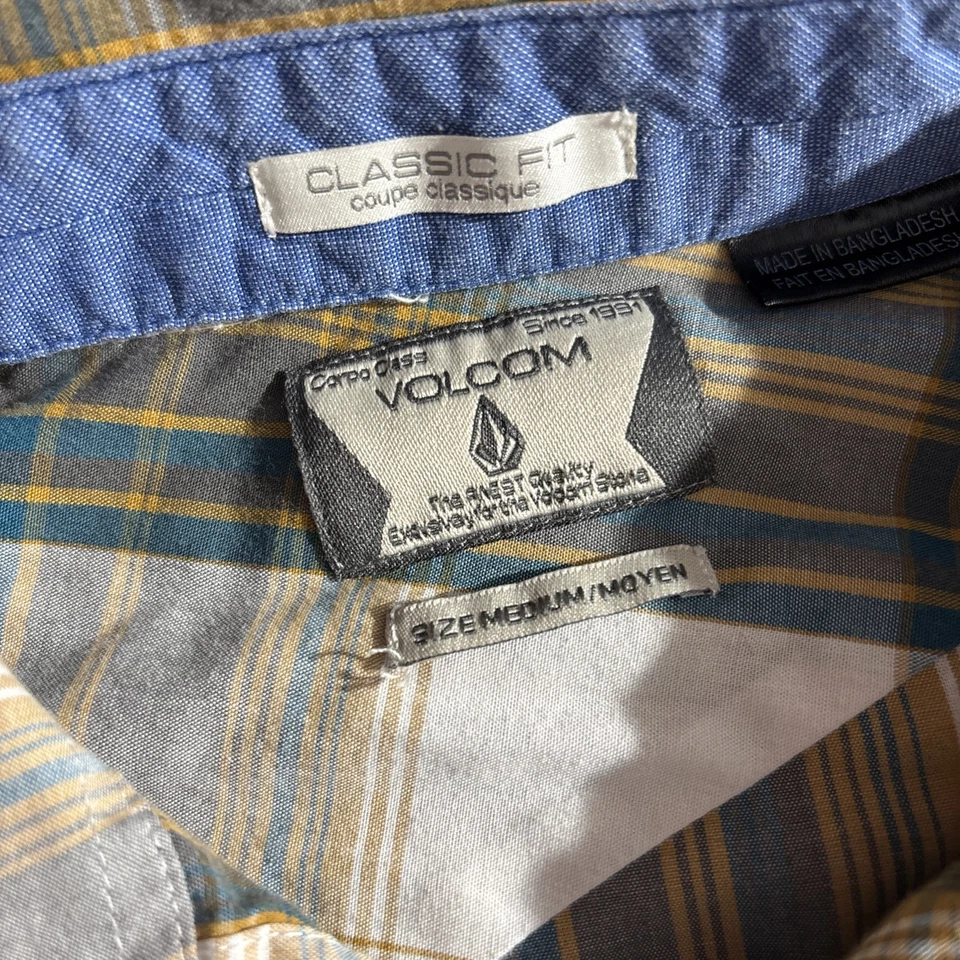 CLASSIC FIT
coupe classique
MADE IN BANGLADESH
FAIT EN BANGLADESH
Corpo Class Since 1991
VOLCOM
The FINEST Quality
Exclusively for the Volcom Stone
SIZE MEDIUM/MOYEN